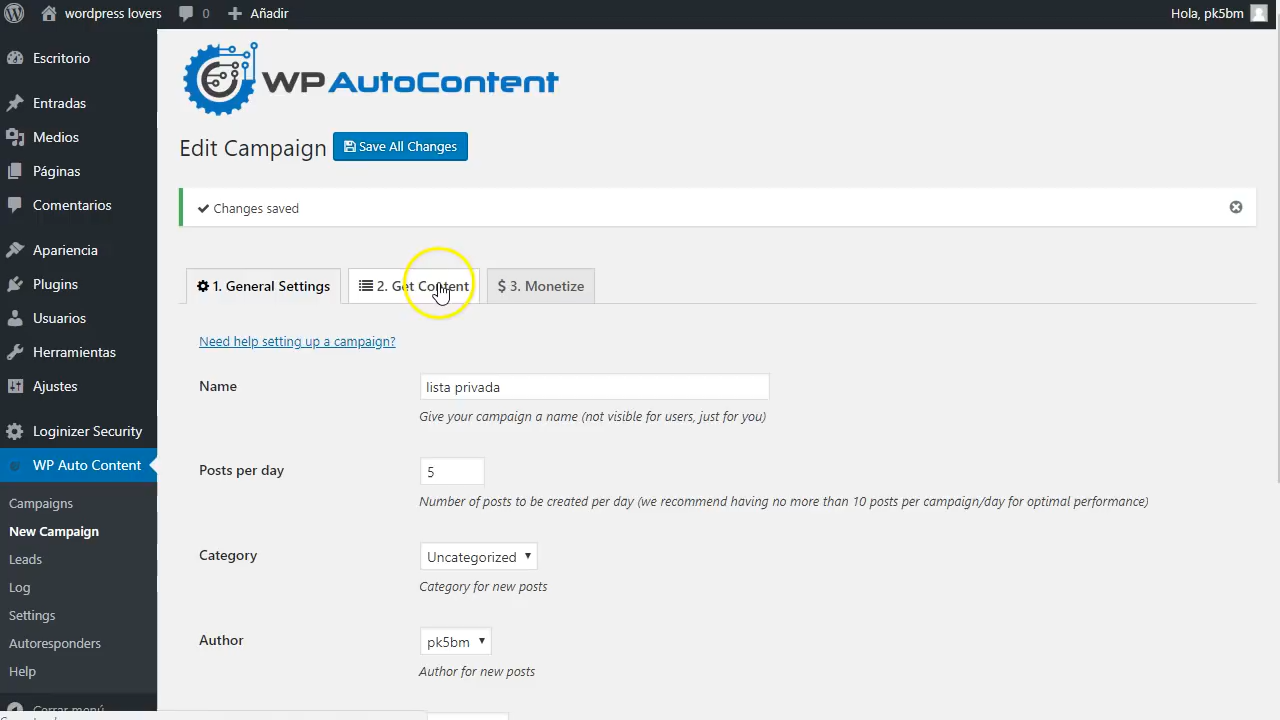 wordpress lovers
0
Añadir
Hola, pk5bm
Escritorio
Entradas
Medios
Páginas
Comentarios
Apariencia
Plugins
Usuarios
Herramientas
Ajustes
Loginizer Security
WP Auto Content
Campaigns
New Campaign
Leads
Log
Settings
Autoresponders
Help
Cerrar menú
WP AutoContent
Edit Campaign
Save All Changes
Changes saved
1. General Settings
2. Get Content
$ 3. Monetize
Need help setting up a campaign?
Name
lista privada
Give your campaign a name (not visible for users, just for you)
Posts per day
5
Number of posts to be created per day (we recommend having no more than 10 posts per campaign/day for optimal performance)
Category
Uncategorized
Category for new posts
Author
pk5bm
Author for new posts